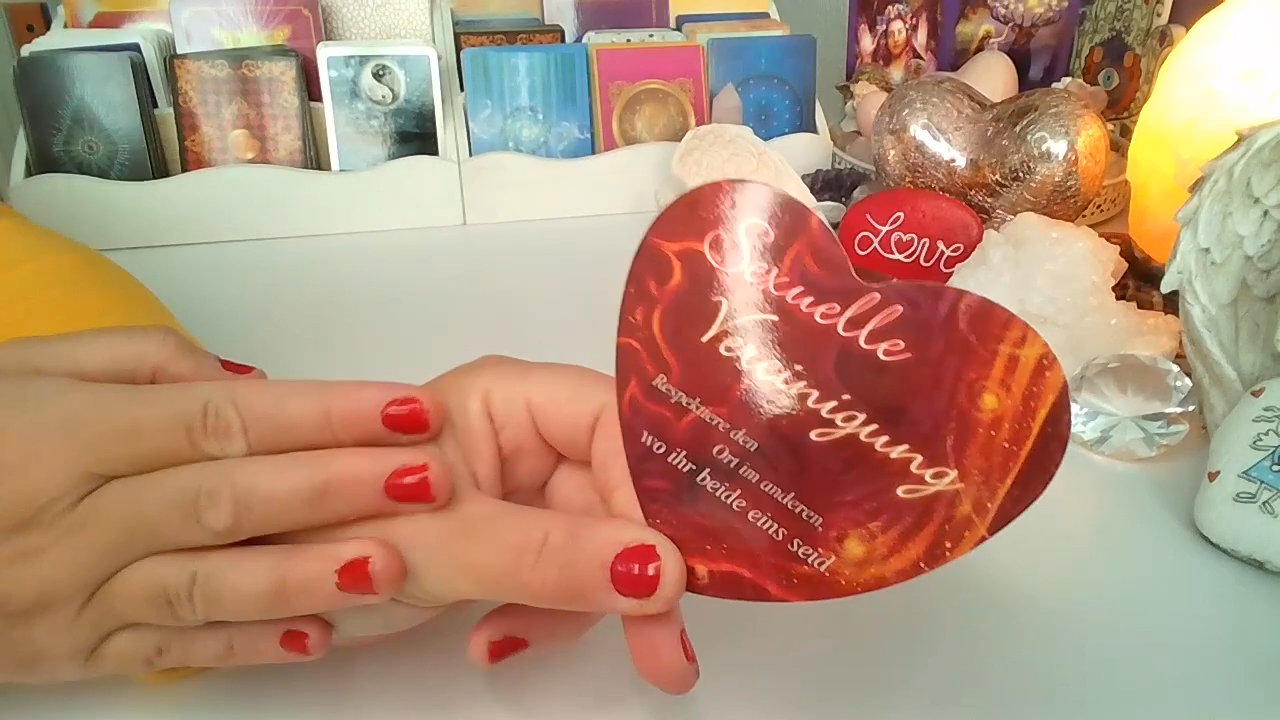 Sexuelle
Vereinigung
Respektiere den
Ort im anderen,
wo ihr beide eins seid
Love